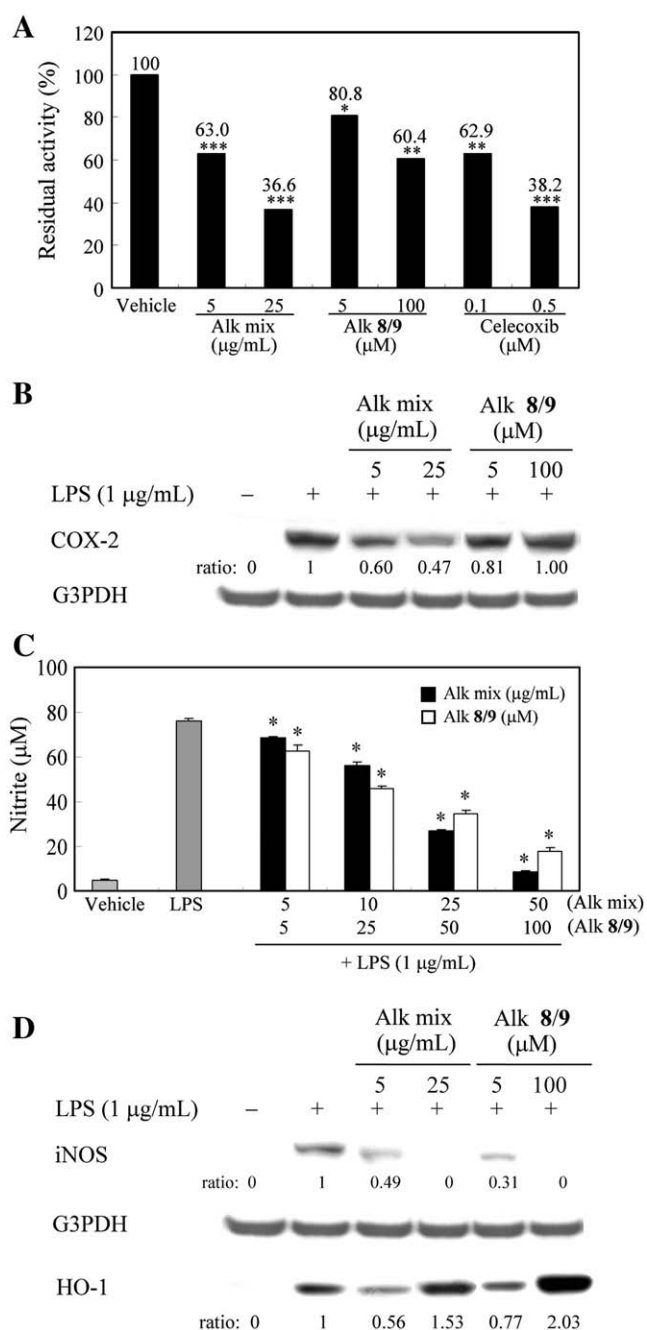 A
Residual activity (%)
120
100
80
60
40
20
0
100
63.0
***
36.6
***
80.8
*
60.4
**
62.9
**
38.2
***
Vehicle 5 25 5 100 0.1 0.5
Alk mix Alk 8/9 Celecoxib
(μg/mL) (μM) (μM)
B
Alk mix Alk 8/9
(μg/mL) (μM)
5 25 5 100
LPS (1 μg/mL) – + + + + +
COX-2
ratio: 0 1 0.60 0.47 0.81 1.00
G3PDH
C
Nitrite (μM)
100
80
60
40
20
0
Alk mix (μg/mL)
Alk 8/9 (μM)
* * * * * * * *
Vehicle LPS 5 10 25 50 (Alk mix)
5 25 50 100 (Alk 8/9)
+ LPS (1 μg/mL)
D
Alk mix Alk 8/9
(μg/mL) (μM)
5 25 5 100
LPS (1 μg/mL) – + + + + +
iNOS
ratio: 0 1 0.49 0 0.31 0
G3PDH
HO-1
ratio: 0 1 0.56 1.53 0.77 2.03